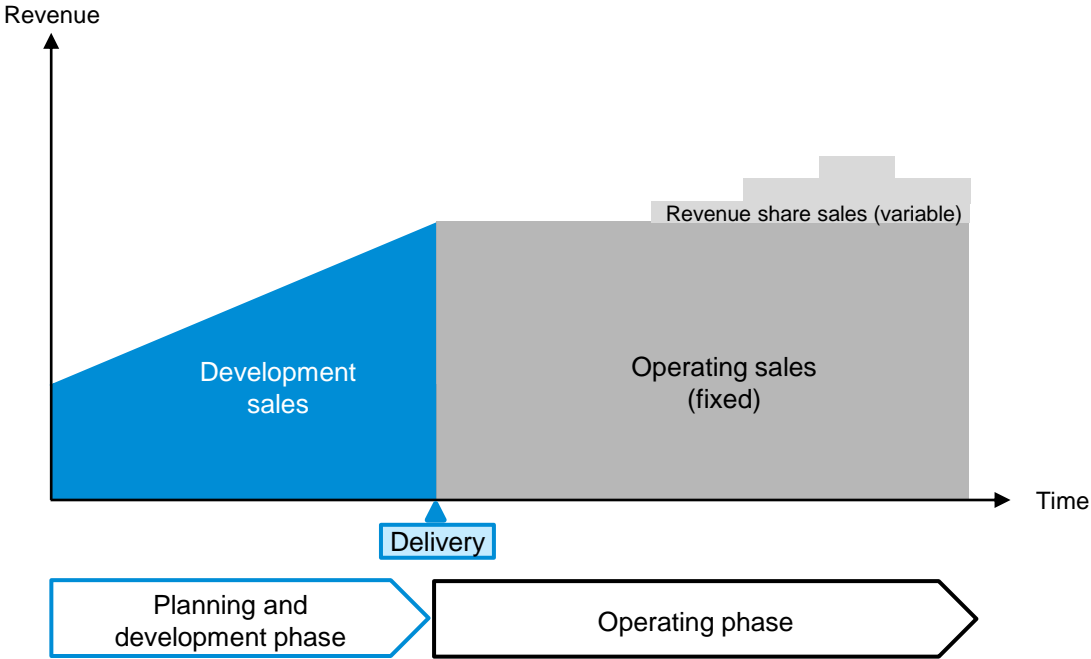 Revenue
Revenue share sales (variable)
Development
sales
Operating sales
(fixed)
Time
Delivery
Planning and
development phase
Operating phase